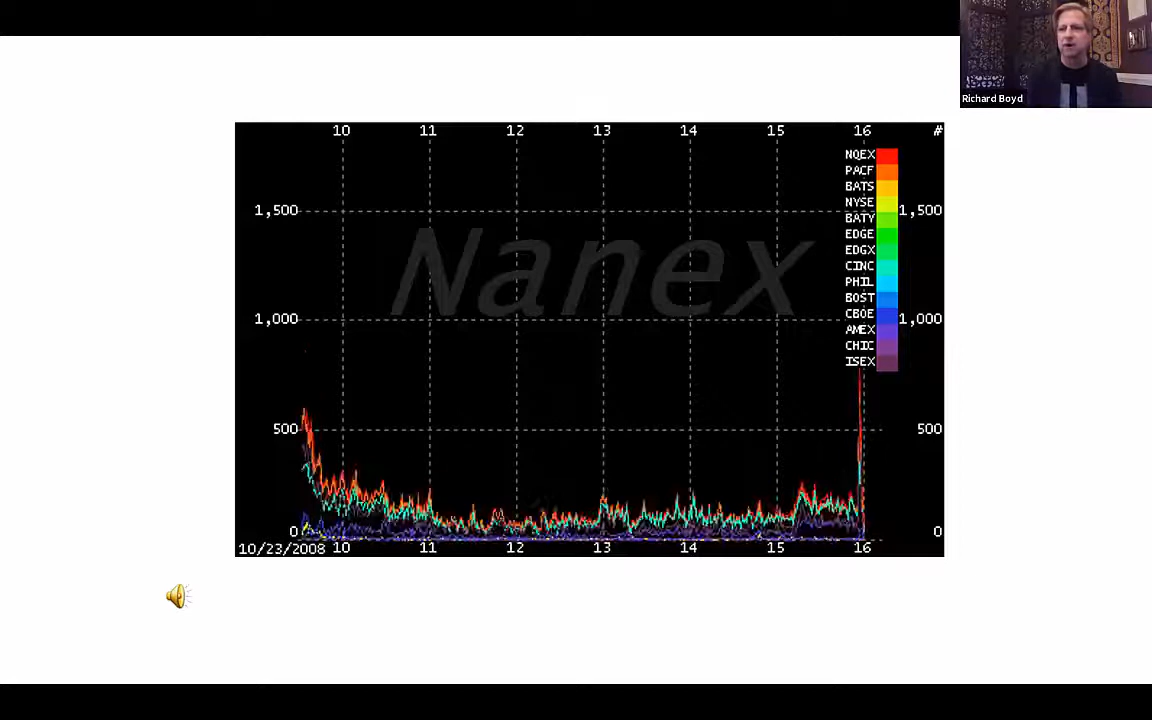 Richard Boyd
10 11 12 13 14 15 16 #
NQEX
PACF
BATS
NYSE
1,500 1,500
BATY
EDGE
EDGX
Nanex
CINC
PHIL
BOST
CBOE
1,000 1,000
AMEX
CHIC
ISEX
500 500
0 0
10/23/2008 10 11 12 13 14 15 16